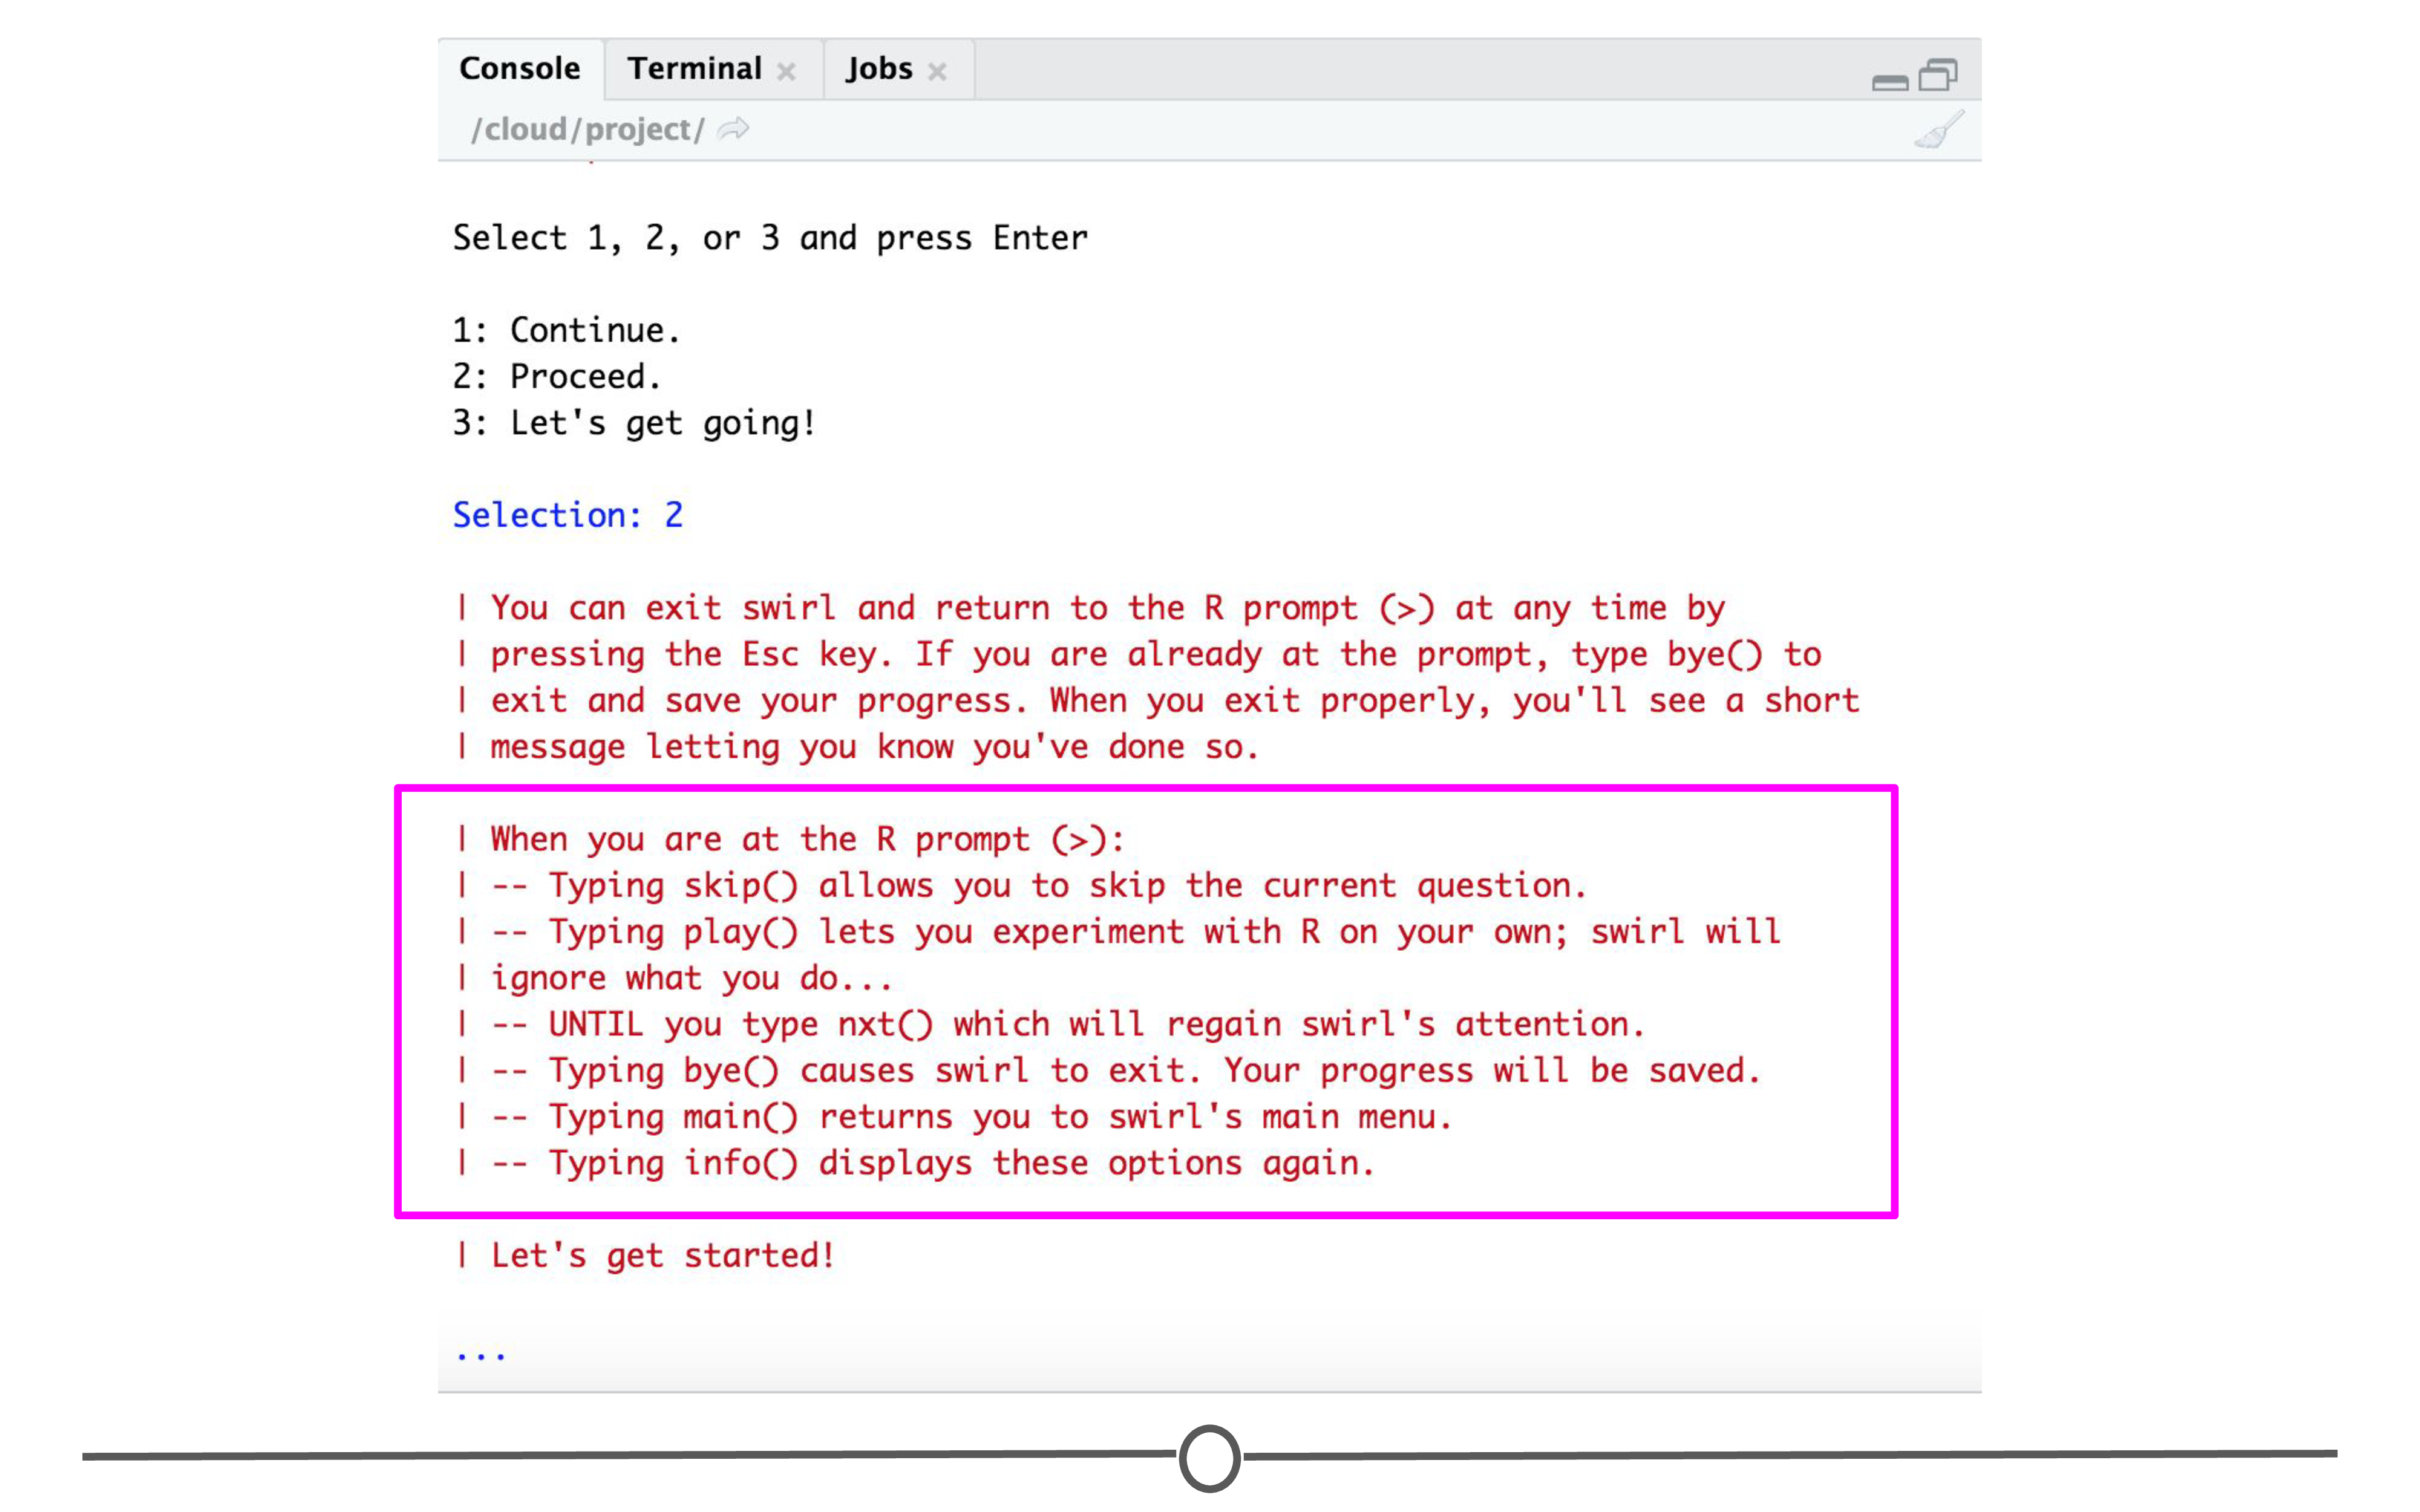 Console Terminal Jobs
/cloud/project/
Select 1, 2, or 3 and press Enter
1: Continue.
2: Proceed.
3: Let's get going!
Selection: 2
| You can exit swirl and return to the R prompt (>) at any time by
| pressing the Esc key. If you are already at the prompt, type bye() to
| exit and save your progress. When you exit properly, you'll see a short
| message letting you know you've done so.
| When you are at the R prompt (>):
| -- Typing skip() allows you to skip the current question.
| -- Typing play() lets you experiment with R on your own; swirl will
| ignore what you do...
| -- UNTIL you type nxt() which will regain swirl's attention.
| -- Typing bye() causes swirl to exit. Your progress will be saved.
| -- Typing main() returns you to swirl's main menu.
| -- Typing info() displays these options again.
| Let's get started!
...